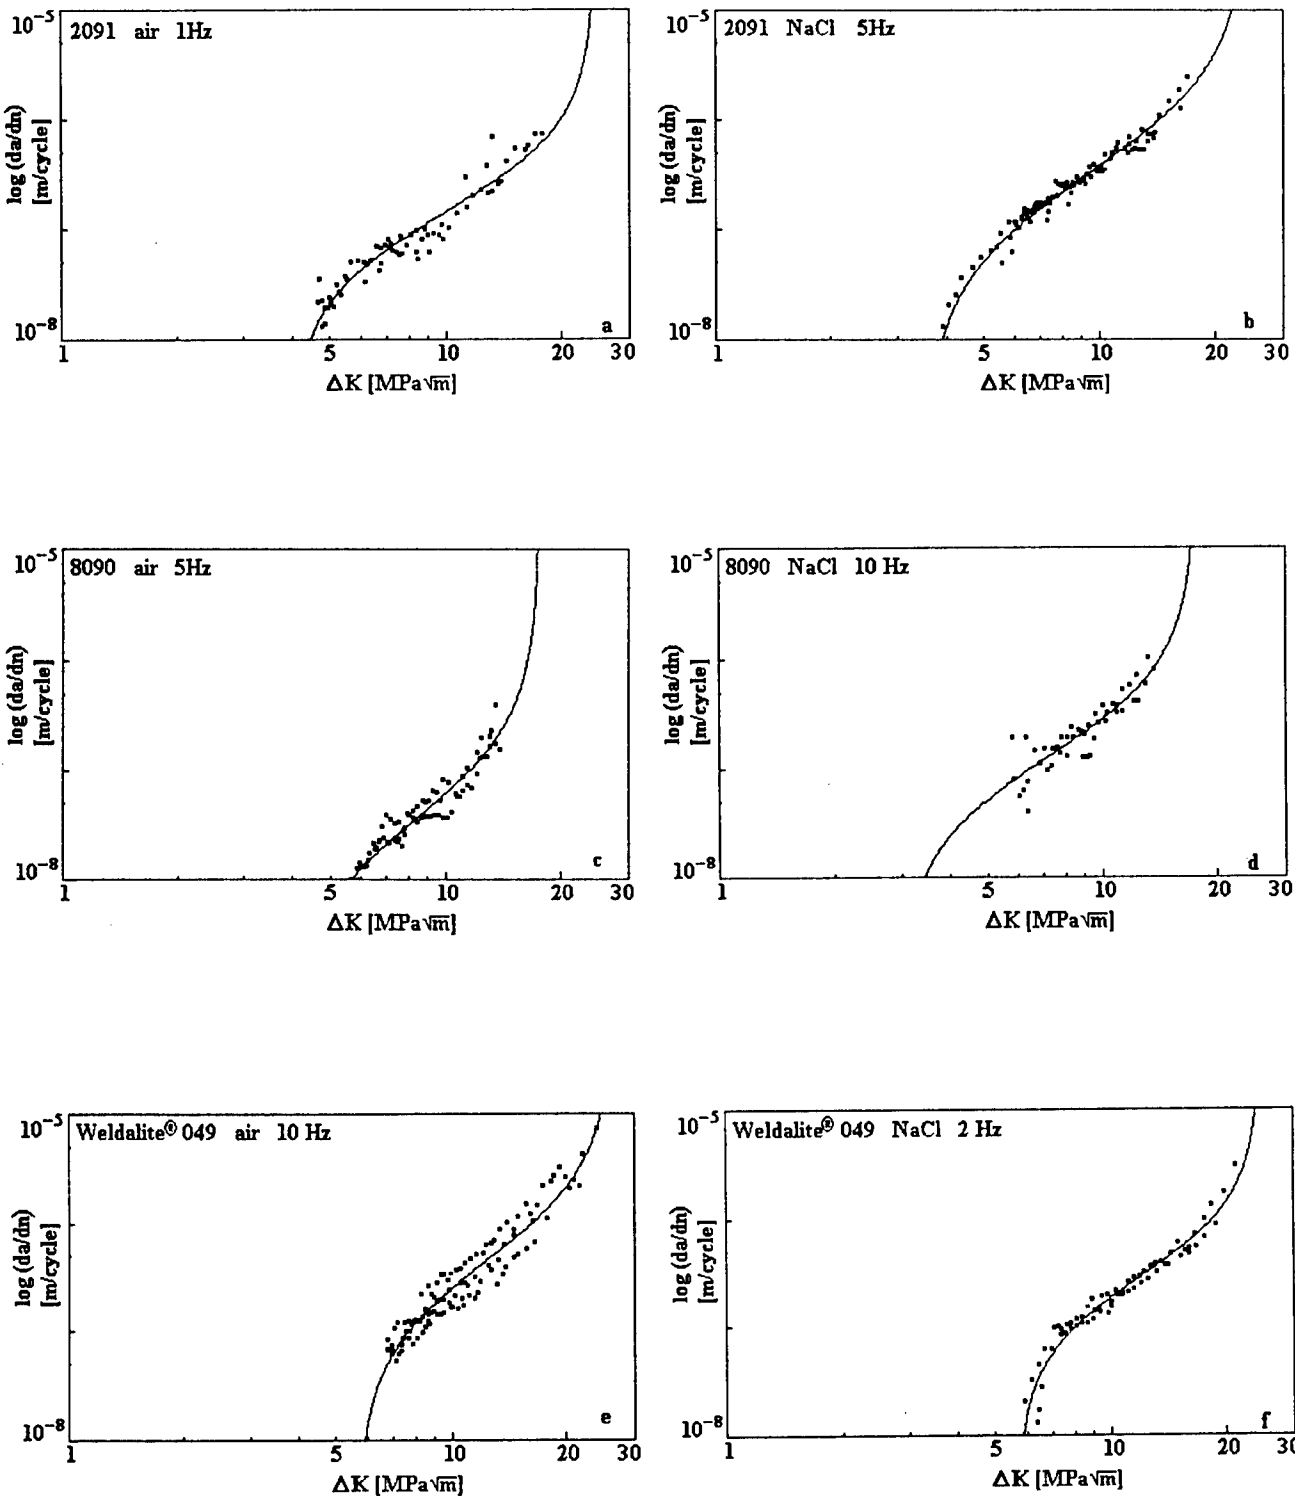 10⁻⁵
2091 air 1Hz
log (da/dn)
[m/cycle]
10⁻⁸
a
1 5 10 20 30
ΔK [MPa√m]
10⁻⁵
2091 NaCl 5Hz
log (da/dn)
[m/cycle]
10⁻⁸
b
1 5 10 20 30
ΔK [MPa√m]
10⁻⁵
8090 air 5Hz
log (da/dn)
[m/cycle]
10⁻⁸
c
1 5 10 20 30
ΔK [MPa√m]
10⁻⁵
8090 NaCl 10 Hz
log (da/dn)
[m/cycle]
10⁻⁸
d
1 5 10 20 30
ΔK [MPa√m]
10⁻⁵
Weldalite® 049 air 10 Hz
log (da/dn)
[m/cycle]
10⁻⁸
e
1 5 10 20 30
ΔK [MPa√m]
10⁻⁵
Weldalite® 049 NaCl 2 Hz
log (da/dn)
[m/cycle]
10⁻⁸
f
1 5 10 20 30
ΔK [MPa√m]